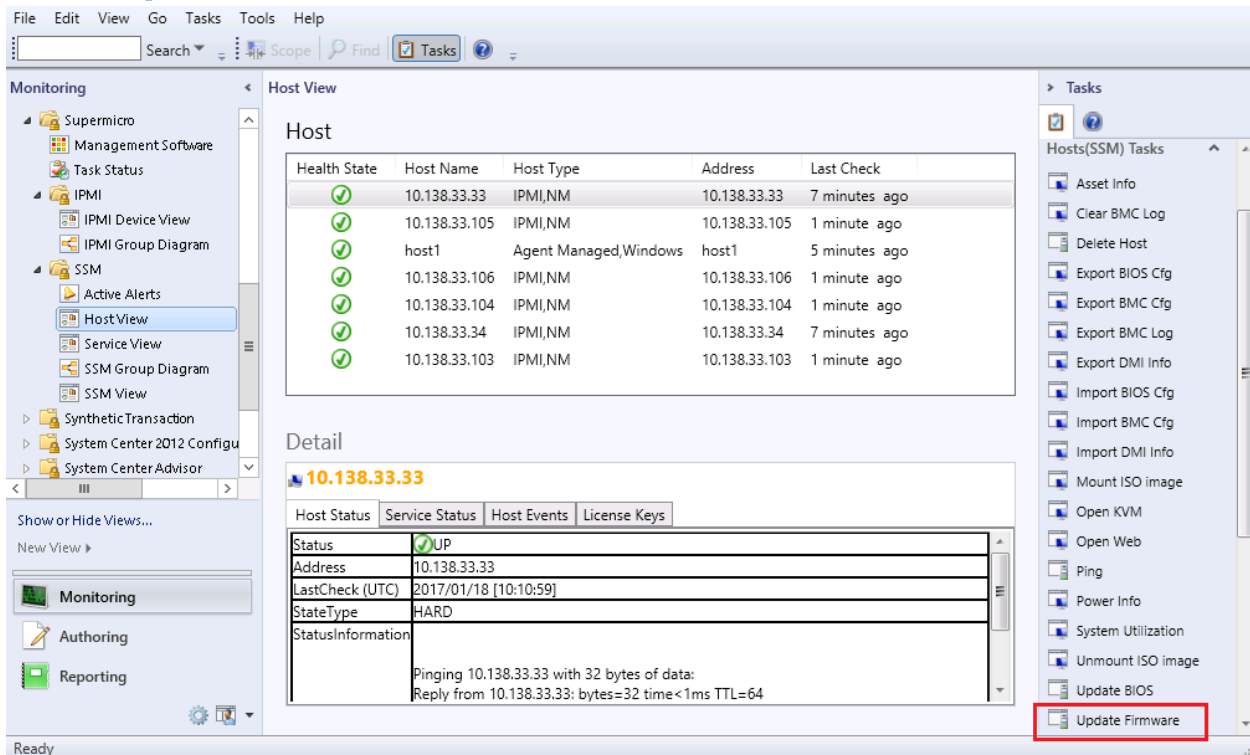 File Edit View Go Tasks Tools Help
Search Scope Find Tasks
Monitoring
Supermicro
Management Software
Task Status
IPMI
IPMI Device View
IPMI Group Diagram
SSM
Active Alerts
Host View
Service View
SSM Group Diagram
SSM View
Synthetic Transaction
System Center 2012 Configu
System Center Advisor
Show or Hide Views...
New View
Monitoring
Authoring
Reporting
Ready
Host View
Host
Health State Host Name Host Type Address Last Check
10.138.33.33 IPMI,NM 10.138.33.33 7 minutes ago
10.138.33.105 IPMI,NM 10.138.33.105 1 minute ago
host1 Agent Managed,Windows host1 5 minutes ago
10.138.33.106 IPMI,NM 10.138.33.106 1 minute ago
10.138.33.104 IPMI,NM 10.138.33.104 1 minute ago
10.138.33.34 IPMI,NM 10.138.33.34 7 minutes ago
10.138.33.103 IPMI,NM 10.138.33.103 1 minute ago
Detail
10.138.33.33
Host Status Service Status Host Events License Keys
Status UP
Address 10.138.33.33
LastCheck (UTC) 2017/01/18 [10:10:59]
StateType HARD
StatusInformation
Pinging 10.138.33.33 with 32 bytes of data:
Reply from 10.138.33.33: bytes=32 time<1ms TTL=64
Tasks
Hosts(SSM) Tasks
Asset Info
Clear BMC Log
Delete Host
Export BIOS Cfg
Export BMC Cfg
Export BMC Log
Export DMI Info
Import BIOS Cfg
Import BMC Cfg
Import DMI Info
Mount ISO image
Open KVM
Open Web
Ping
Power Info
System Utilization
Unmount ISO image
Update BIOS
Update Firmware